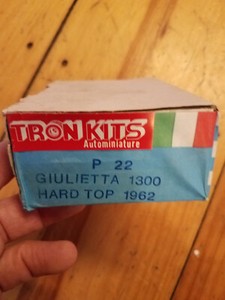 TRON KITS
Autominiature
P 22
GIULIETTA 1300
HARD TOP 1962